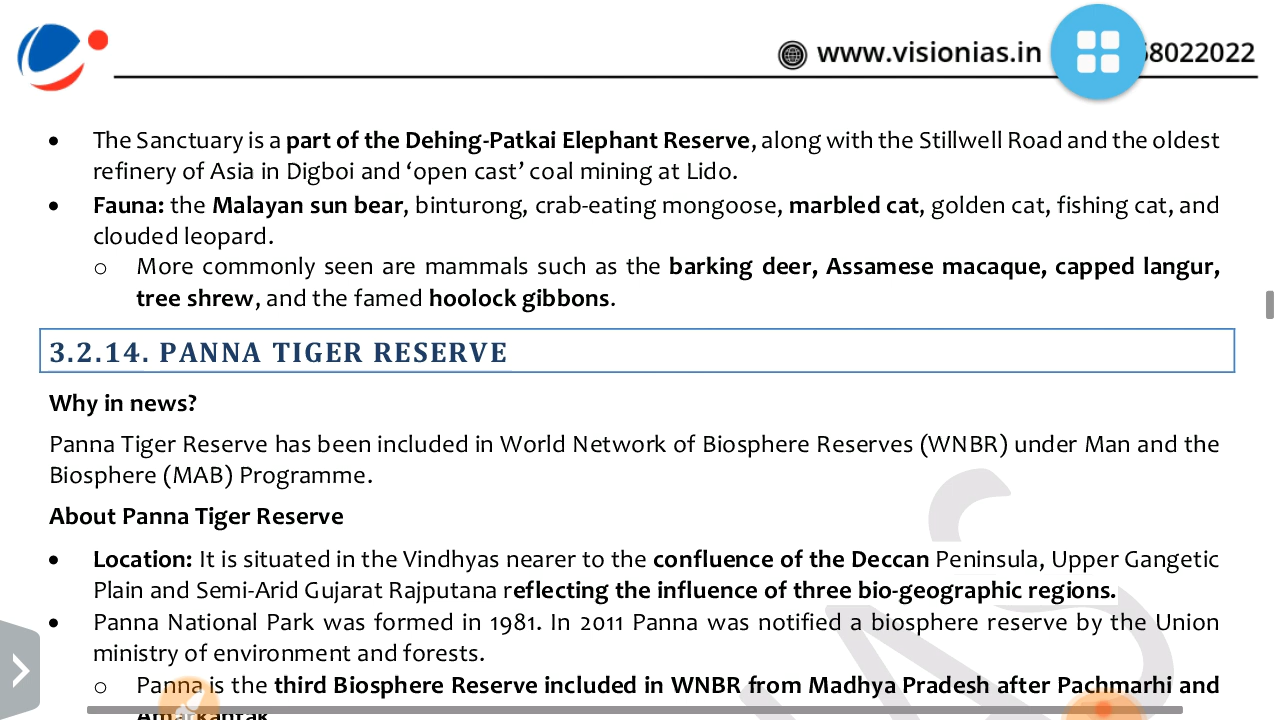 www.visionias.in
8022022
• The Sanctuary is a part of the Dehing-Patkai Elephant Reserve, along with the Stillwell Road and the oldest
refinery of Asia in Digboi and ‘open cast’ coal mining at Lido.
• Fauna: the Malayan sun bear, binturong, crab-eating mongoose, marbled cat, golden cat, fishing cat, and
clouded leopard.
o More commonly seen are mammals such as the barking deer, Assamese macaque, capped langur,
tree shrew, and the famed hoolock gibbons.
3.2.14. PANNA TIGER RESERVE
Why in news?
Panna Tiger Reserve has been included in World Network of Biosphere Reserves (WNBR) under Man and the
Biosphere (MAB) Programme.
About Panna Tiger Reserve
• Location: It is situated in the Vindhyas nearer to the confluence of the Deccan Peninsula, Upper Gangetic
Plain and Semi-Arid Gujarat Rajputana reflecting the influence of three bio-geographic regions.
• Panna National Park was formed in 1981. In 2011 Panna was notified a biosphere reserve by the Union
ministry of environment and forests.
o Panna is the third Biosphere Reserve included in WNBR from Madhya Pradesh after Pachmarhi and
Amarkantak